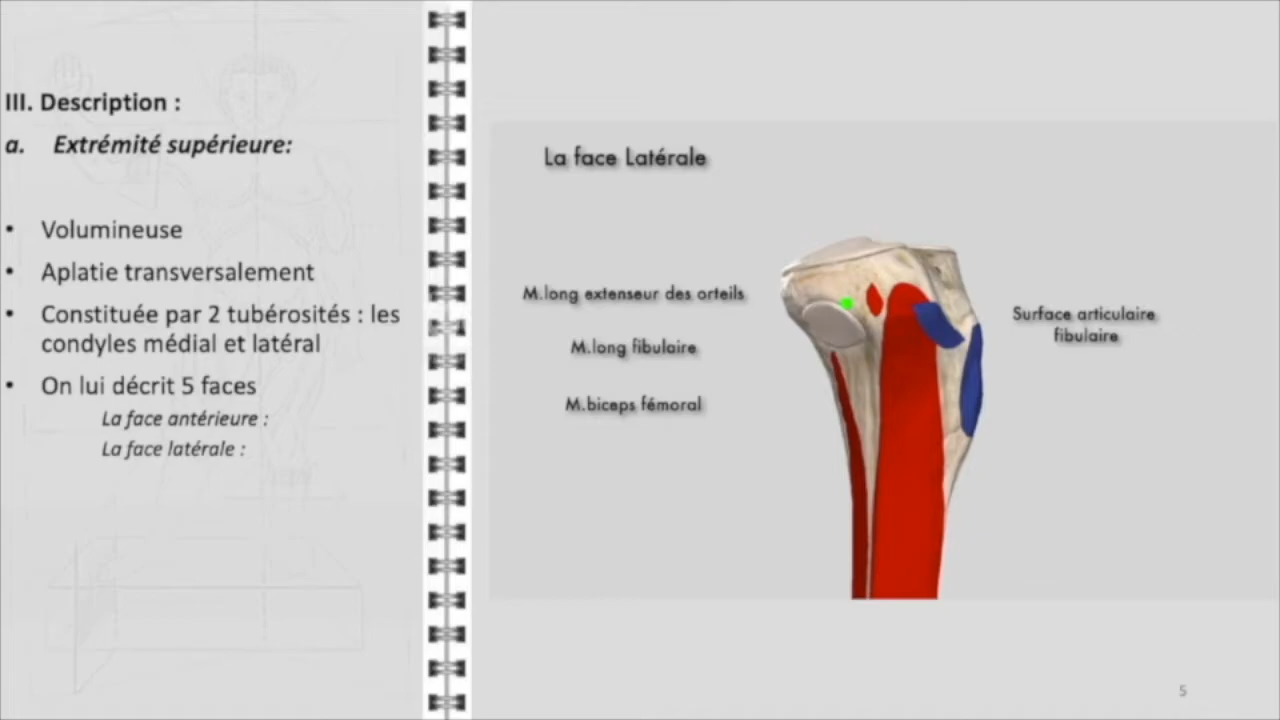 III. Description :
a. Extrémité supérieure:
• Volumineuse
• Aplatie transversalement
• Constituée par 2 tubérosités : les
condyles médial et latéral
• On lui décrit 5 faces
La face antérieure :
La face latérale :
La face Latérale
M.long extenseur des orteils
M.long fibulaire
M.biceps fémoral
Surface articulaire
fibulaire
5